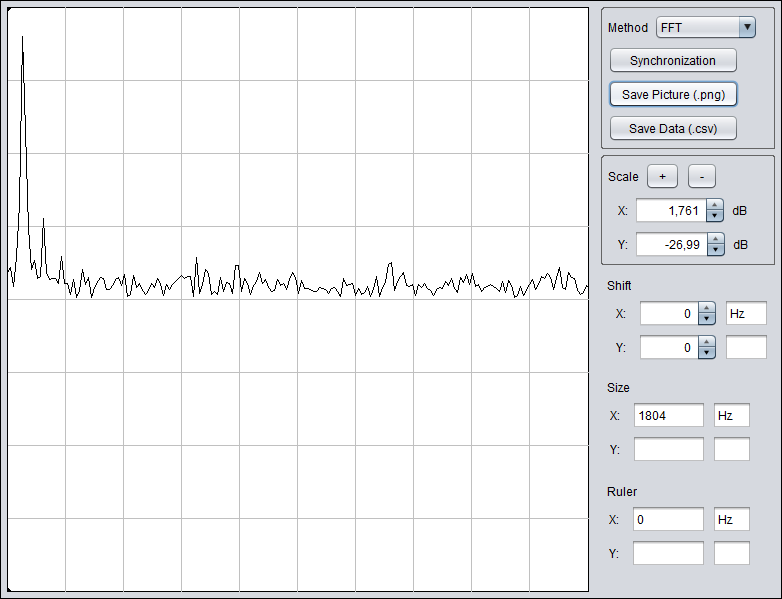 Method FFT
Synchronization
Save Picture (.png)
Save Data (.csv)
Scale + -
X: 1,761 dB
Y: -26,99 dB
Shift
X: 0 Hz
Y: 0
Size
X: 1804 Hz
Y:
Ruler
X: 0 Hz
Y: